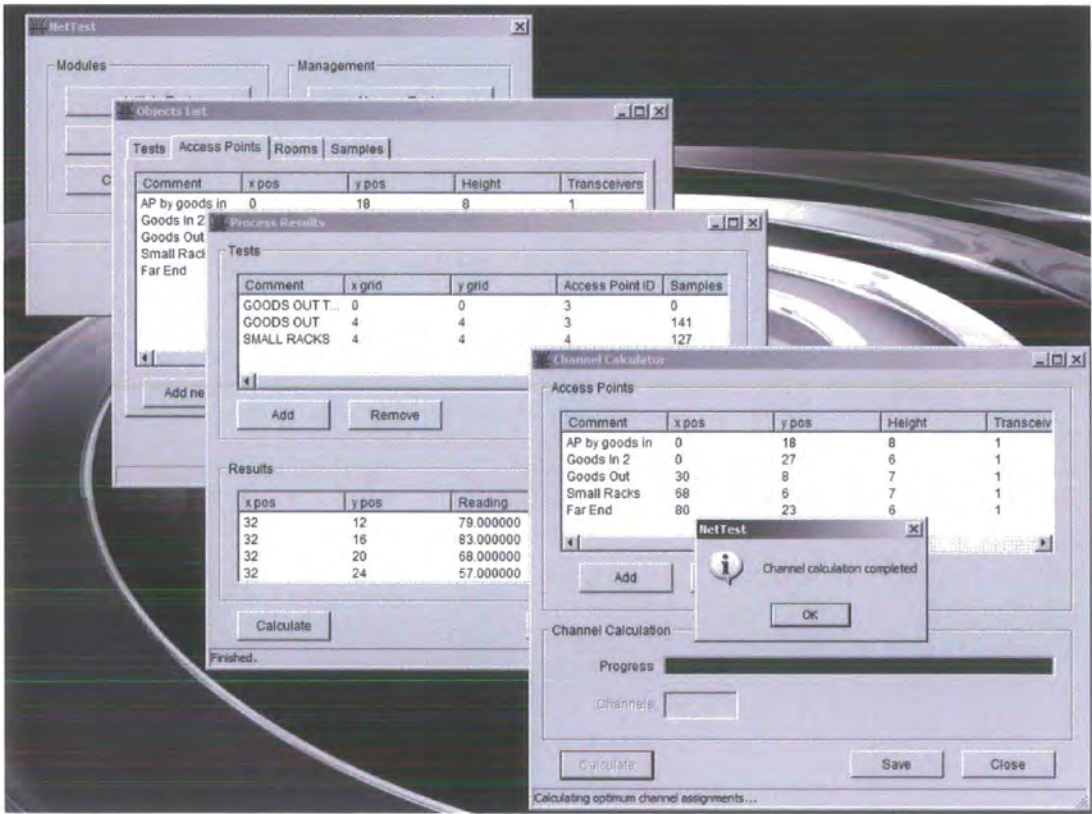 NetTest
Modules Management
Objects List
Tests Access Points Rooms Samples
Comment x pos y pos Height Transceivers
AP by goods in 0 18 8 1
Goods In 2
Goods Out
Small Rack
Far End
Add ne
Process Results
Tests
Comment x grid y grid Access Point ID Samples
GOODS OUT T... 0 0 3 0
GOODS OUT 4 4 3 141
SMALL RACKS 4 4 4 127
Add Remove
Results
x pos y pos Reading
32 12 79.000000
32 16 83.000000
32 20 68.000000
32 24 57.000000
Calculate
Finished.
Channel Calculator
Access Points
Comment x pos y pos Height Transceiv
AP by goods in 0 18 8 1
Goods In 2 0 27 6 1
Goods Out 30 8 7 1
Small Racks 68 6 7 1
Far End 80 23 6 1
Add
NetTest
Channel calculation completed
OK
Channel Calculation
Progress
Channels
Calculate Save Close
Calculating optimum channel assignments...